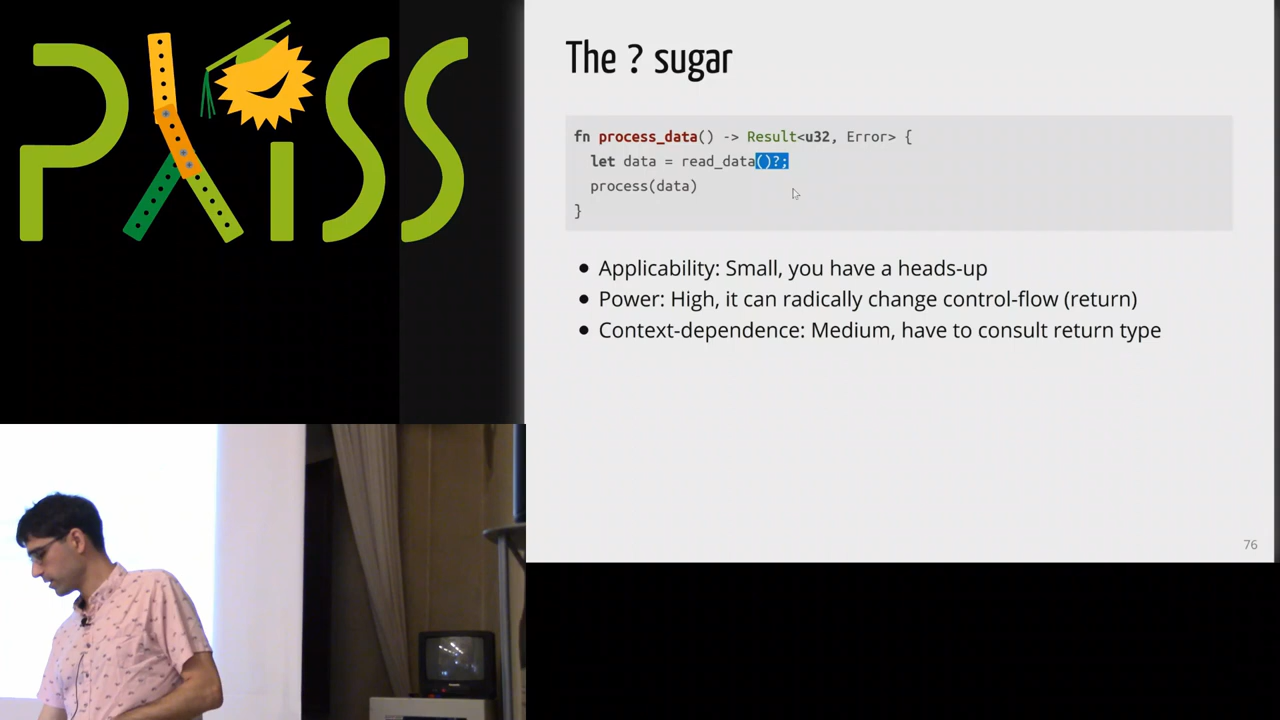 PLISS
The ? sugar
fn process_data() -> Result<u32, Error> {
let data = read_data()?;
process(data)
}
• Applicability: Small, you have a heads-up
• Power: High, it can radically change control-flow (return)
• Context-dependence: Medium, have to consult return type
76